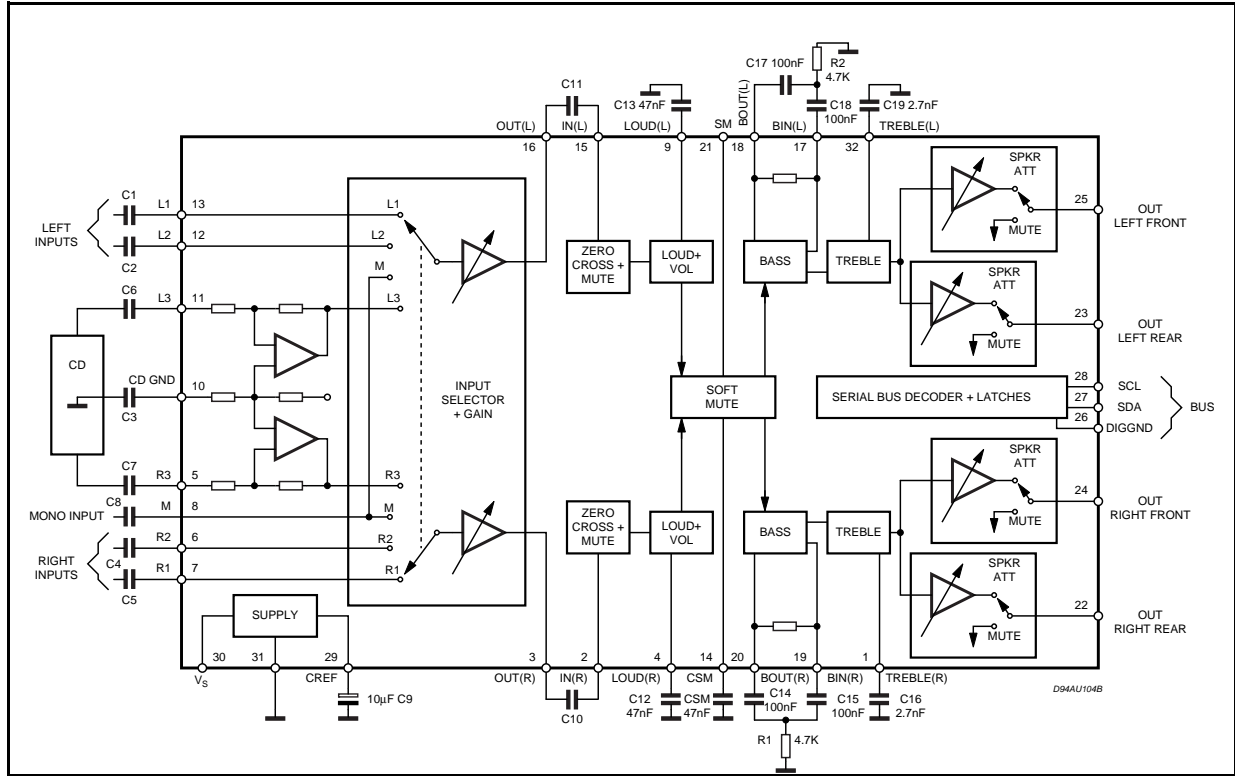 C17 100nF
R2
4.7K
C11
C13 47nF
BOUT(L)
C18
100nF
C19 2.7nF
OUT(L)
IN(L)
LOUD(L)
SM
BIN(L)
TREBLE(L)
16
15
9
21
18
17
32
SPKR
ATT
MUTE
25
OUT
LEFT FRONT
LEFT
INPUTS
C1
L1
13
L1
C2
L2
12
L2
M
C6
L3
11
L3
ZERO
CROSS +
MUTE
LOUD+
VOL
BASS
TREBLE
SPKR
ATT
MUTE
23
OUT
LEFT REAR
CD
CD GND
10
C3
INPUT
SELECTOR
+ GAIN
SOFT
MUTE
SERIAL BUS DECODER + LATCHES
28
SCL
27
SDA
26
DIGGND
BUS
C7
R3
5
R3
C8
MONO INPUT
M
8
M
RIGHT
INPUTS
R2
6
R2
C4
R1
7
R1
C5
ZERO
CROSS +
MUTE
LOUD+
VOL
BASS
TREBLE
SPKR
ATT
MUTE
24
OUT
RIGHT FRONT
SPKR
ATT
MUTE
22
OUT
RIGHT REAR
SUPPLY
30
31
29
3
2
4
14
20
19
1
VS
CREF
OUT(R)
IN(R)
LOUD(R)
CSM
BOUT(R)
BIN(R)
TREBLE(R)
D94AU104B
10µF C9
C10
C12
47nF
CSM
47nF
C14
100nF
C15
100nF
C16
2.7nF
R1
4.7K